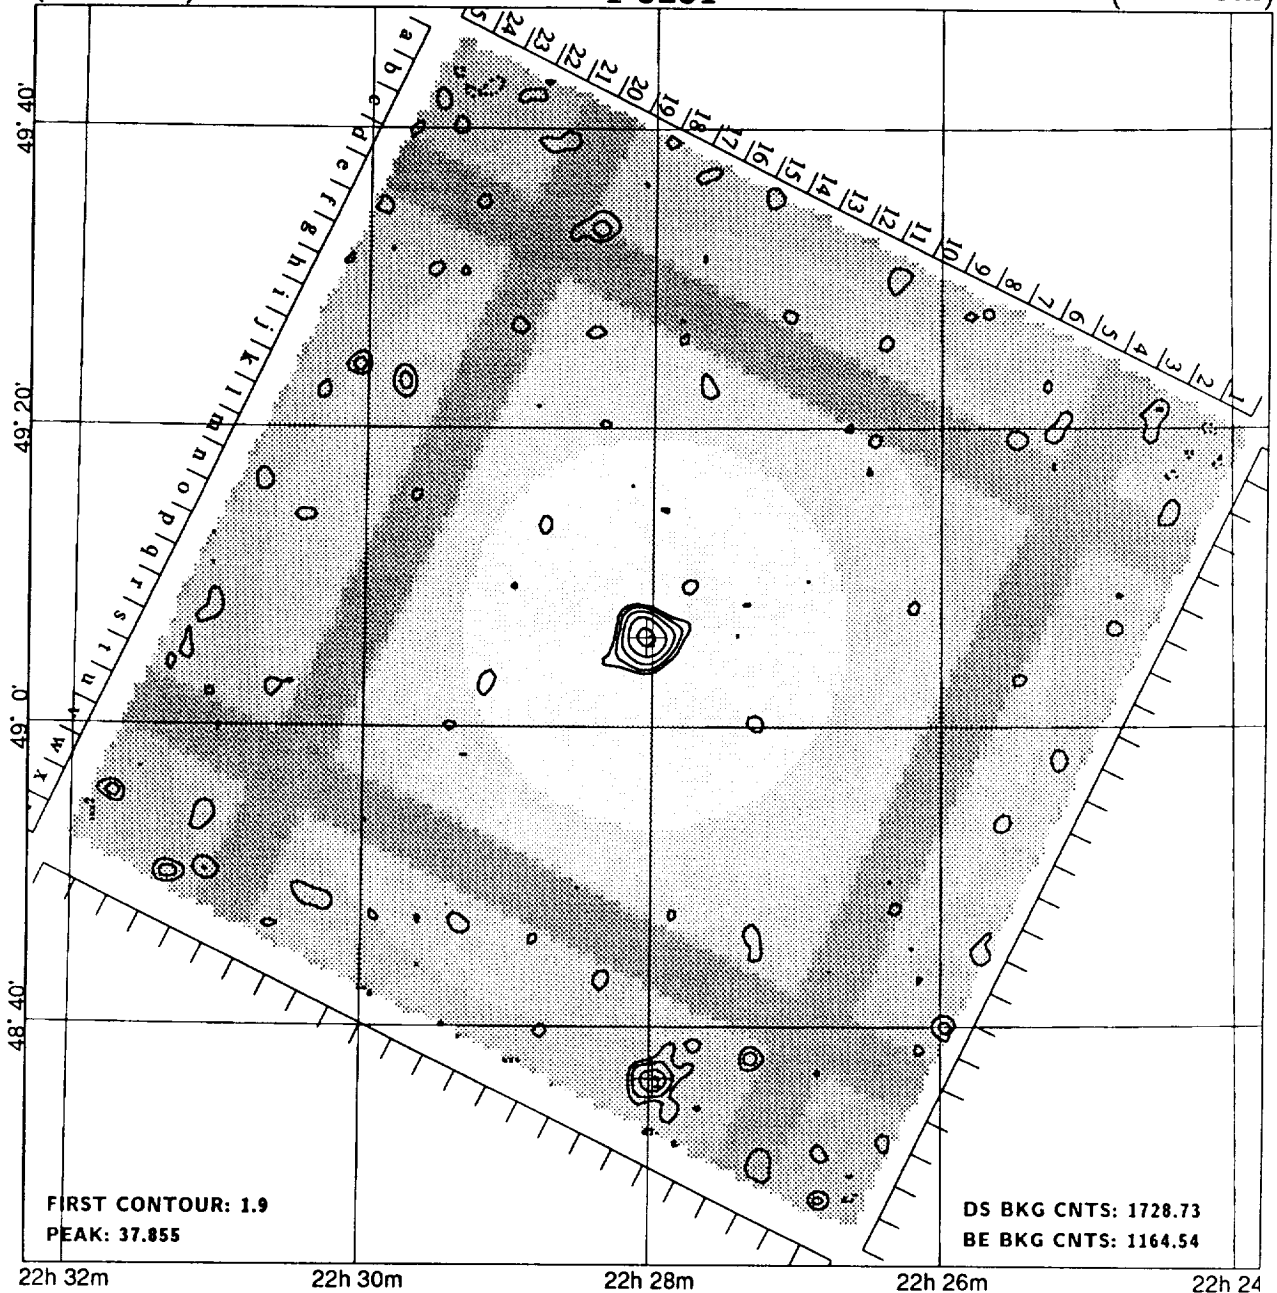 25 24 23 22 21 20 19 18 17 16 15 14 13 12 11 10 9 8 7 6 5 4 3 2 1
a b c d e f g h i j k l m n o p q r s t u v w x
49° 40'
49° 20'
49° 0'
48° 40'
FIRST CONTOUR: 1.9
PEAK: 37.855
DS BKG CNTS: 1728.73
BE BKG CNTS: 1164.54
22h 32m 22h 30m 22h 28m 22h 26m 22h 24